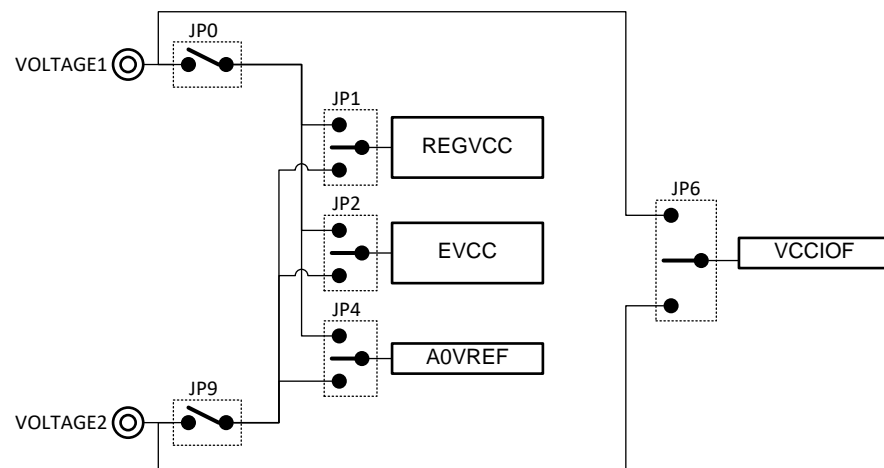 JP0
VOLTAGE1
JP1
REGVCC
JP2
EVCC
JP4
A0VREF
JP6
VCCIOF
JP9
VOLTAGE2